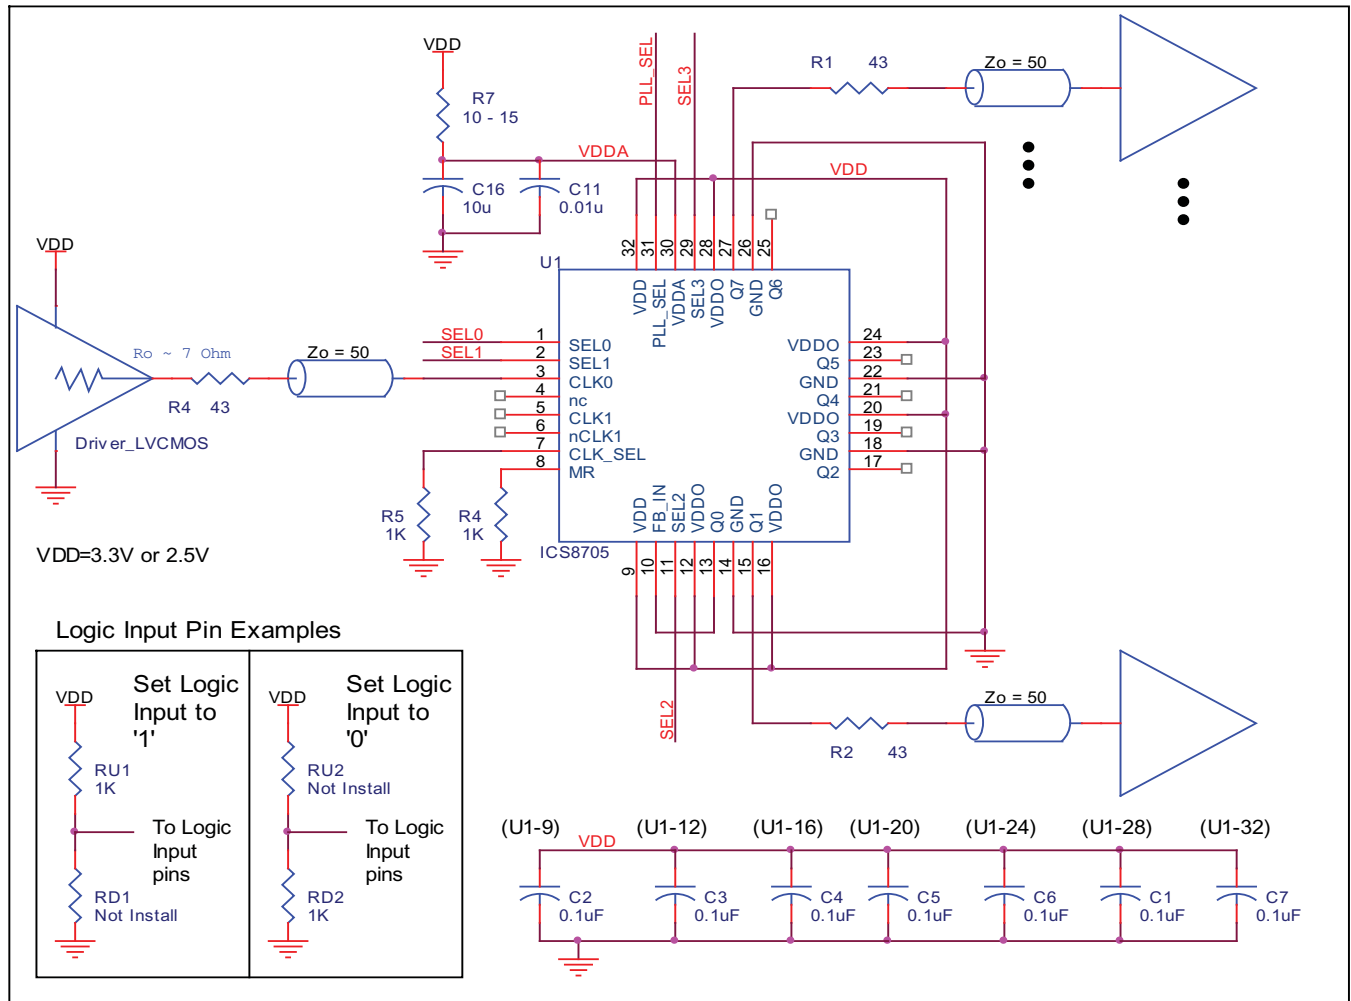 VDD
R7
10 - 15
VDDA
C16
10u
C11
0.01u
PLL_SEL
SEL3
R1 43
Zo = 50
VDD
32
31
30
29
28
27
26
25
U1
VDD
PLL_SEL
VDDA
SEL3
VDDO
Q7
GND
Q6
VDD
Ro ~ 7 Ohm
R4 43
Driver_LVCMOS
Zo = 50
SEL0
SEL1
1 SEL0
2 SEL1
3 CLK0
4 nc
5 CLK1
6 nCLK1
7 CLK_SEL
8 MR
VDDO 24
Q5 23
GND 22
Q4 21
VDDO 20
Q3 19
GND 18
Q2 17
VDD
FB_IN
SEL2
VDDO
Q0
GND
Q1
VDDO
ICS8705
9
10
11
12
13
14
15
16
R5
1K
R4
1K
SEL2
R2 43
Zo = 50
VDD=3.3V or 2.5V
Logic Input Pin Examples
VDD
Set Logic
Input to
'1'
RU1
1K
To Logic
Input
pins
RD1
Not Install
VDD
Set Logic
Input to
'0'
RU2
Not Install
To Logic
Input
pins
RD2
1K
(U1-9) (U1-12) (U1-16) (U1-20) (U1-24) (U1-28) (U1-32)
VDD
C2
0.1uF
C3
0.1uF
C4
0.1uF
C5
0.1uF
C6
0.1uF
C1
0.1uF
C7
0.1uF